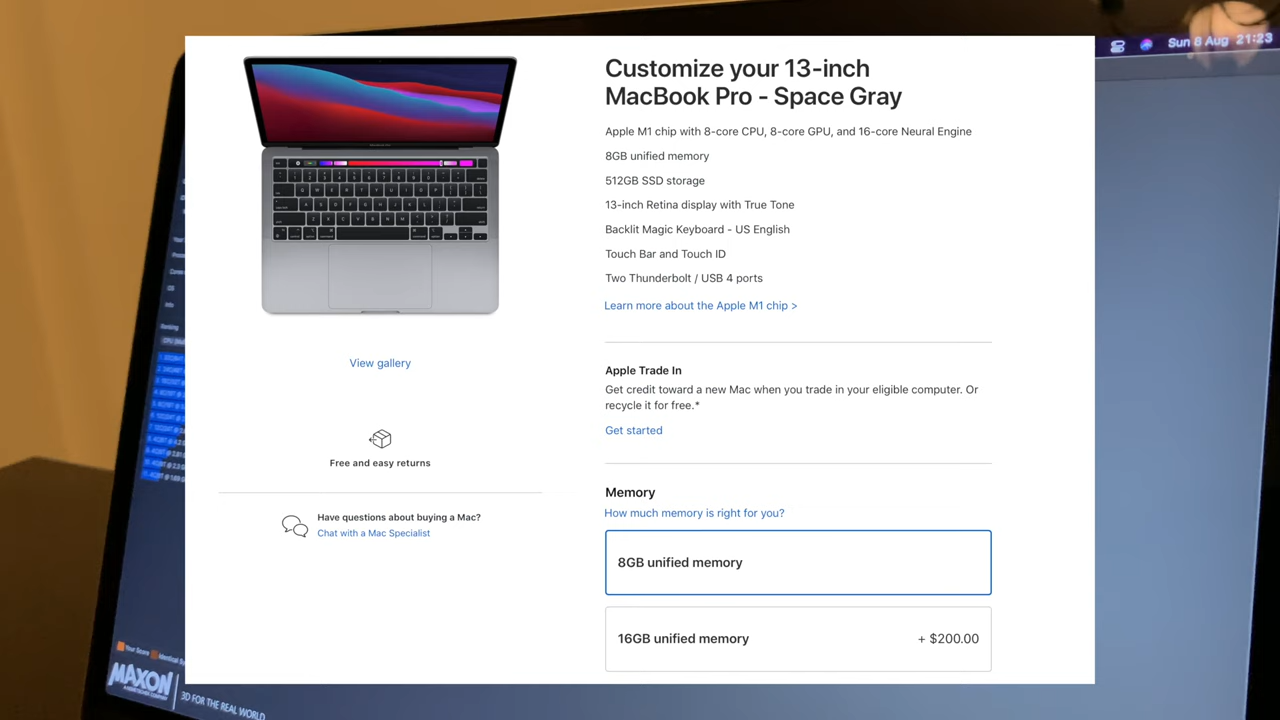 Sun 8 Aug 21:23
Customize your 13-inch
MacBook Pro - Space Gray
Apple M1 chip with 8-core CPU, 8-core GPU, and 16-core Neural Engine
8GB unified memory
512GB SSD storage
13-inch Retina display with True Tone
Backlit Magic Keyboard - US English
Touch Bar and Touch ID
Two Thunderbolt / USB 4 ports
Learn more about the Apple M1 chip >
View gallery
Apple Trade In
Get credit toward a new Mac when you trade in your eligible computer. Or
recycle it for free.*
Get started
Free and easy returns
Have questions about buying a Mac?
Chat with a Mac Specialist
Memory
How much memory is right for you?
8GB unified memory
16GB unified memory + $200.00
Your Score
MAXON
3D FOR THE REAL WORLD